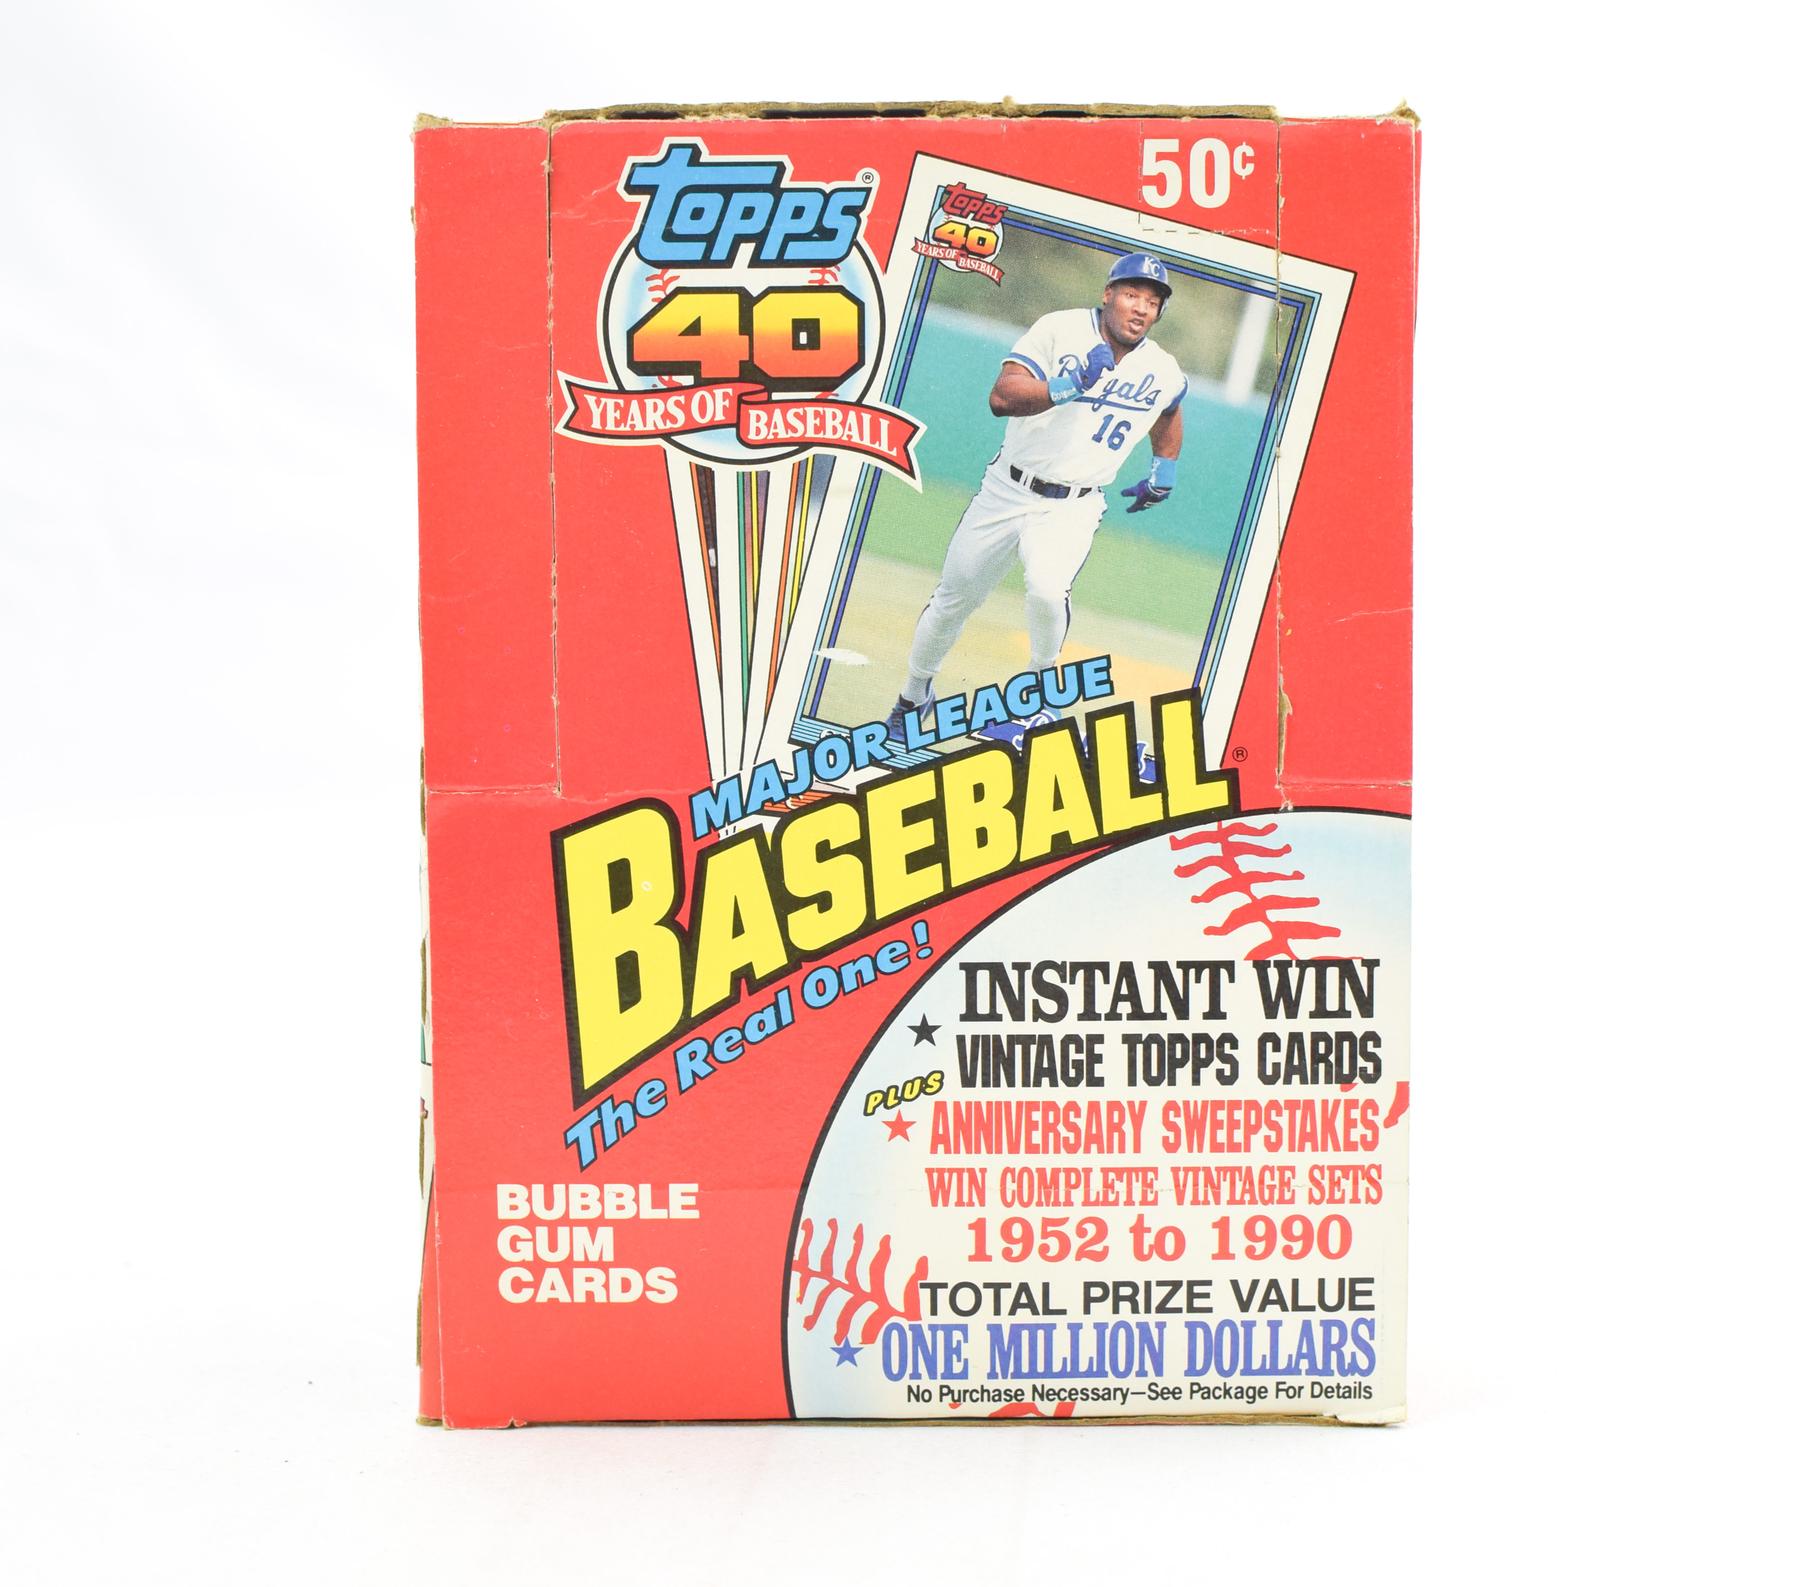 50¢
Topps®
40
YEARS OF BASEBALL
Topps
40
YEARS OF BASEBALL
KC
Royals
16
MAJOR LEAGUE
BASEBALL®
The Real One!
BUBBLE
GUM
CARDS
INSTANT WIN
★ VINTAGE TOPPS CARDS
PLUS
★ ANNIVERSARY SWEEPSTAKES
WIN COMPLETE VINTAGE SETS
1952 to 1990
TOTAL PRIZE VALUE
★ ONE MILLION DOLLARS
No Purchase Necessary—See Package For Details